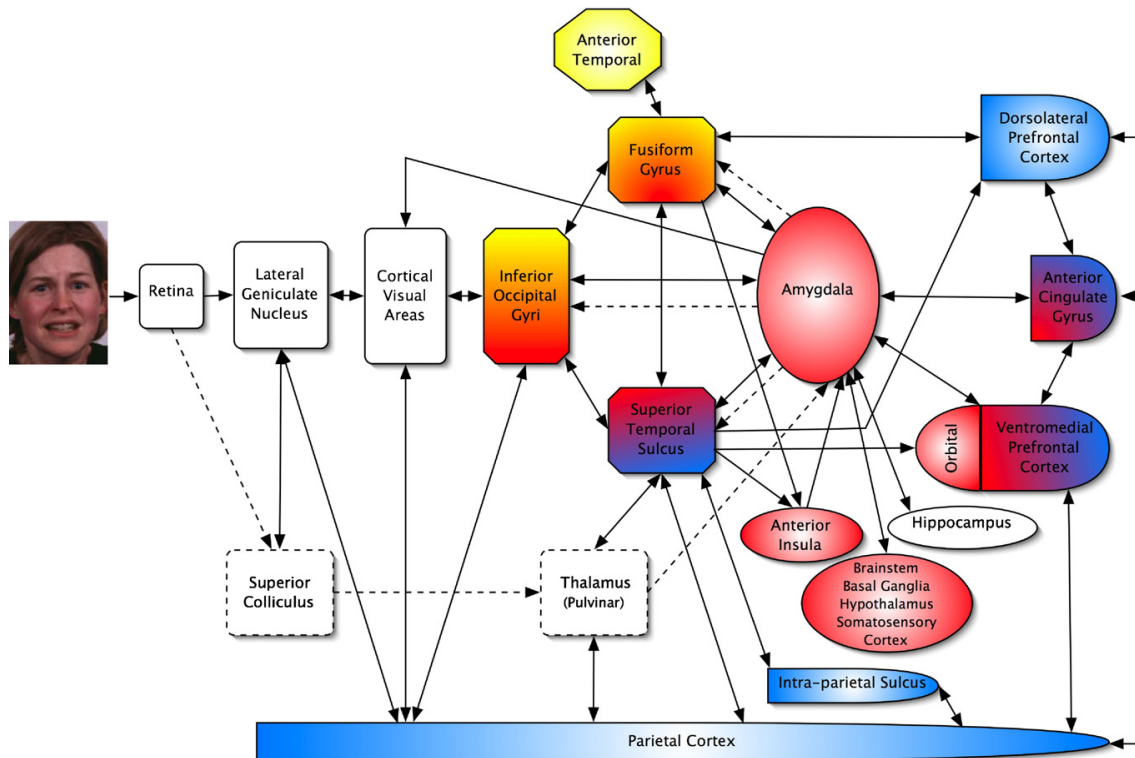 Anterior
Temporal
Fusiform
Gyrus
Dorsolateral
Prefrontal
Cortex
Retina
Lateral
Geniculate
Nucleus
Cortical
Visual
Areas
Inferior
Occipital
Gyri
Amygdala
Anterior
Cingulate
Gyrus
Superior
Temporal
Sulcus
Orbital
Ventromedial
Prefrontal
Cortex
Anterior
Insula
Hippocampus
Superior
Colliculus
Thalamus
(Pulvinar)
Brainstem
Basal Ganglia
Hypothalamus
Somatosensory
Cortex
Intra-parietal Sulcus
Parietal Cortex